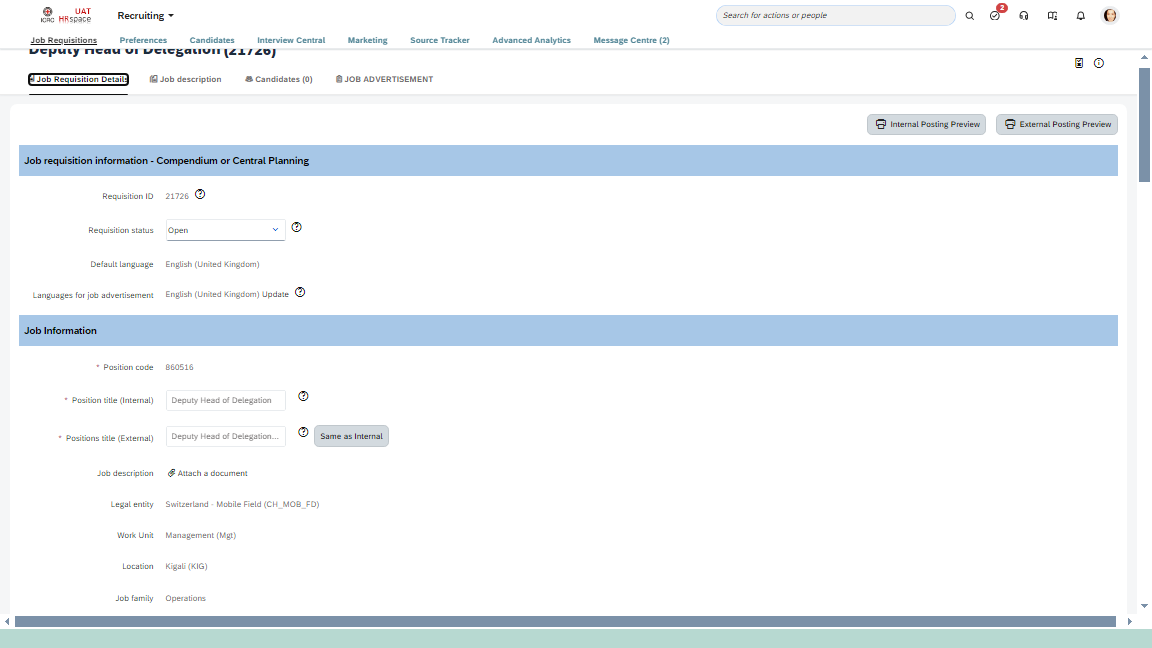 ICRC UAT HRspace Recruiting Search for actions or people 2
Job Requisitions Preferences Candidates Interview Central Marketing Source Tracker Advanced Analytics Message Centre (2)
Deputy Head of Delegation (21726)
Job Requisition Details Job description Candidates (0) JOB ADVERTISEMENT
Internal Posting Preview External Posting Preview
Job requisition information - Compendium or Central Planning
Requisition ID 21726
Requisition status Open
Default language English (United Kingdom)
Languages for job advertisement English (United Kingdom) Update
Job Information
* Position code 860516
* Position title (Internal) Deputy Head of Delegation
* Positions title (External) Deputy Head of Delegation... Same as Internal
Job description Attach a document
Legal entity Switzerland - Mobile Field (CH_MOB_FD)
Work Unit Management (Mgt)
Location Kigali (KIG)
Job family Operations